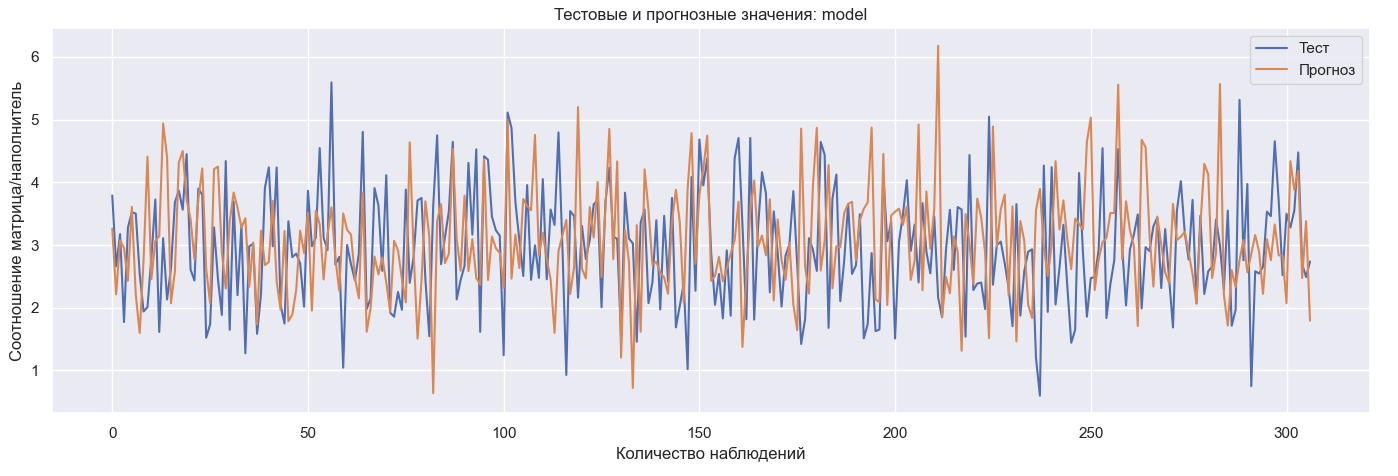 Тестовые и прогнозные значения: model
Соотношение матрица/наполнитель
6
5
4
3
2
1
Тест
Прогноз
0 50 100 150 200 250 300
Количество наблюдений